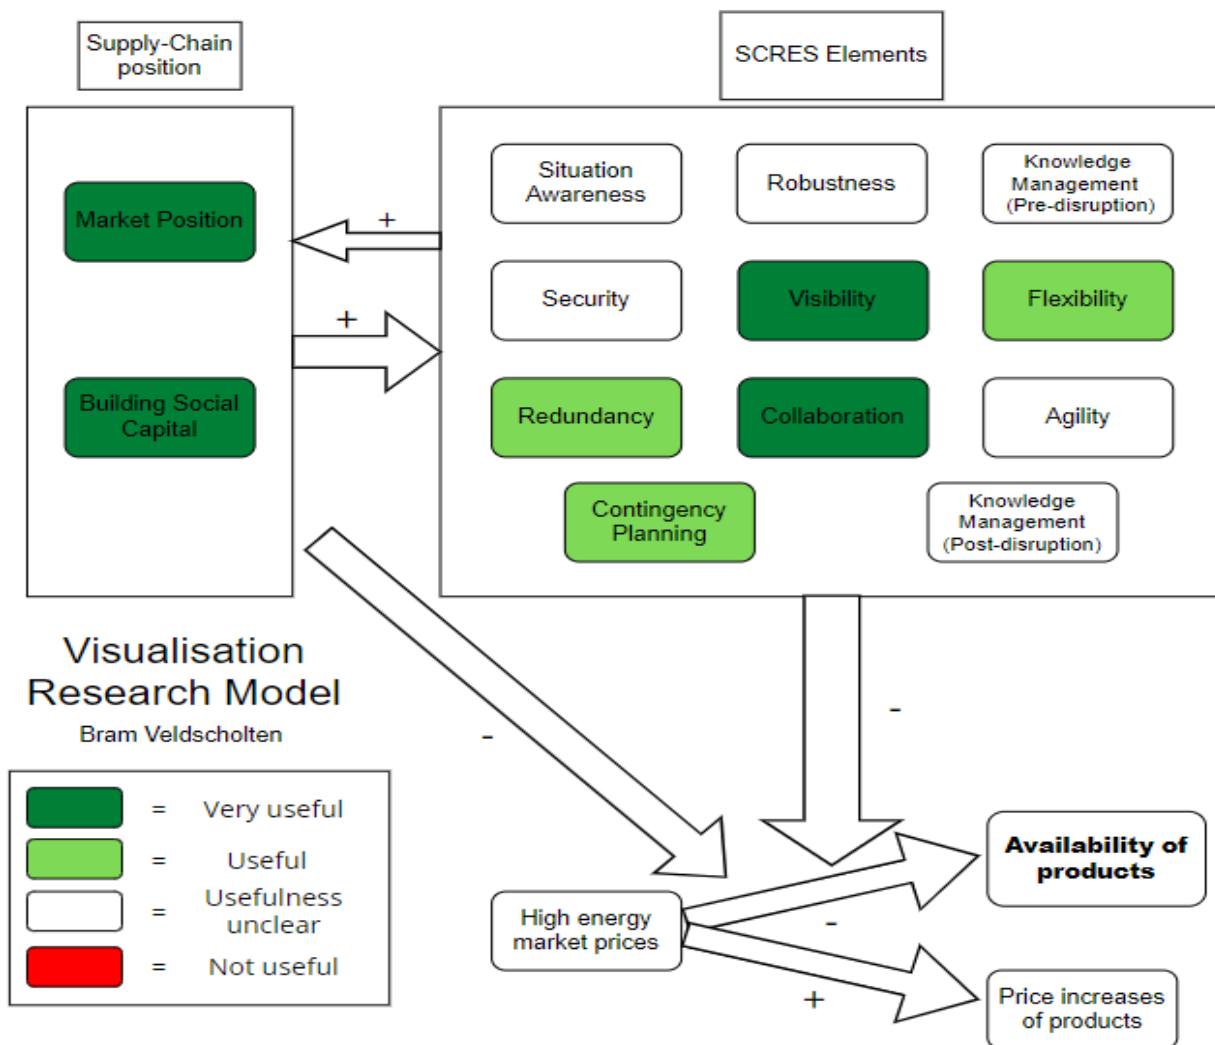 Supply-Chain
position
SCRES Elements
Market Position
Building Social
Capital
+
+
Situation
Awareness
Robustness
Knowledge
Management
(Pre-disruption)
Security
Visibility
Flexibility
Redundancy
Collaboration
Agility
Contingency
Planning
Knowledge
Management
(Post-disruption)
Visualisation
Research Model
Bram Veldscholten
-
-
= Very useful
= Useful
= Usefulness
unclear
= Not useful
High energy
market prices
-
+
Availability of
products
Price increases
of products